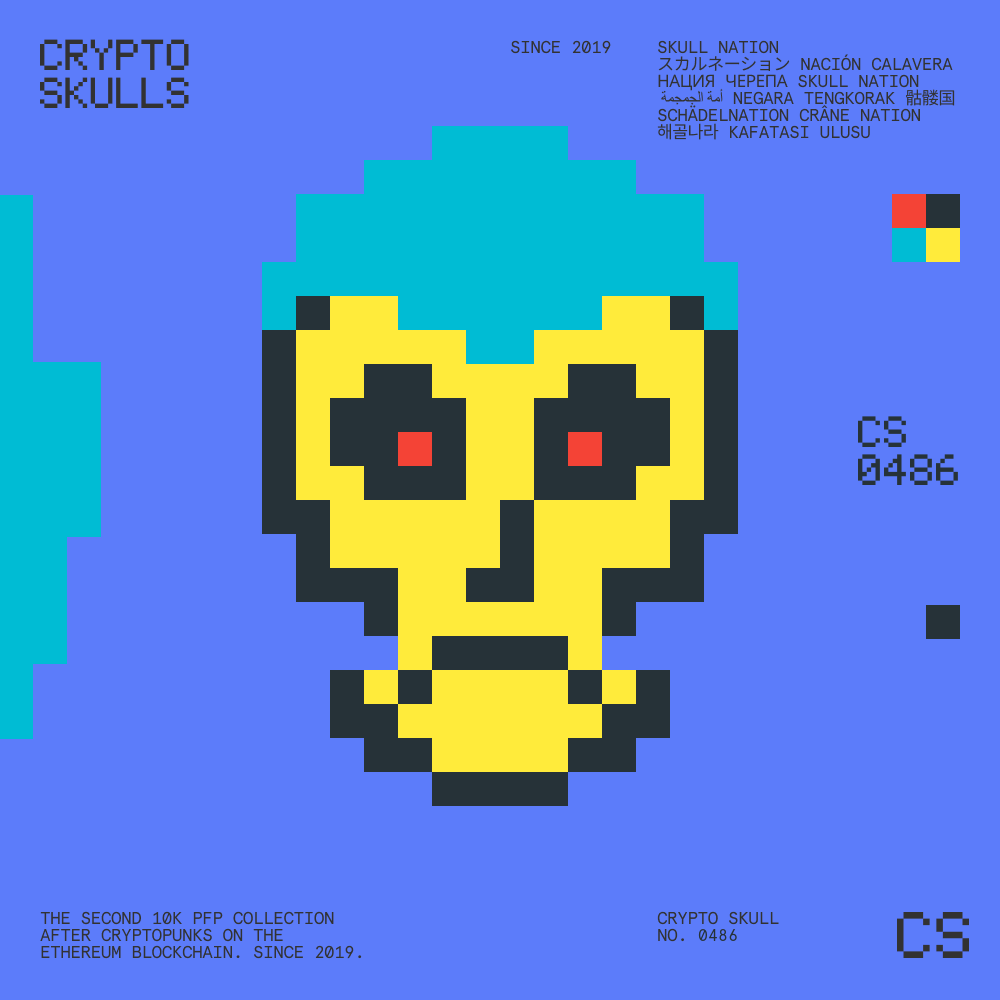 CRYPTO
SKULLS
SINCE 2019
SKULL NATION
スカルネーション NACIÓN CALAVERA
НАЦИЯ ЧЕРЕПА SKULL NATION
أمة الجمجمة NEGARA TENGKORAK 骷髅国
SCHÄDELNATION CRÂNE NATION
해골나라 KAFATASI ULUSU
CS
0486
THE SECOND 10K PFP COLLECTION
AFTER CRYPTOPUNKS ON THE
ETHEREUM BLOCKCHAIN. SINCE 2019.
CRYPTO SKULL
NO. 0486
CS